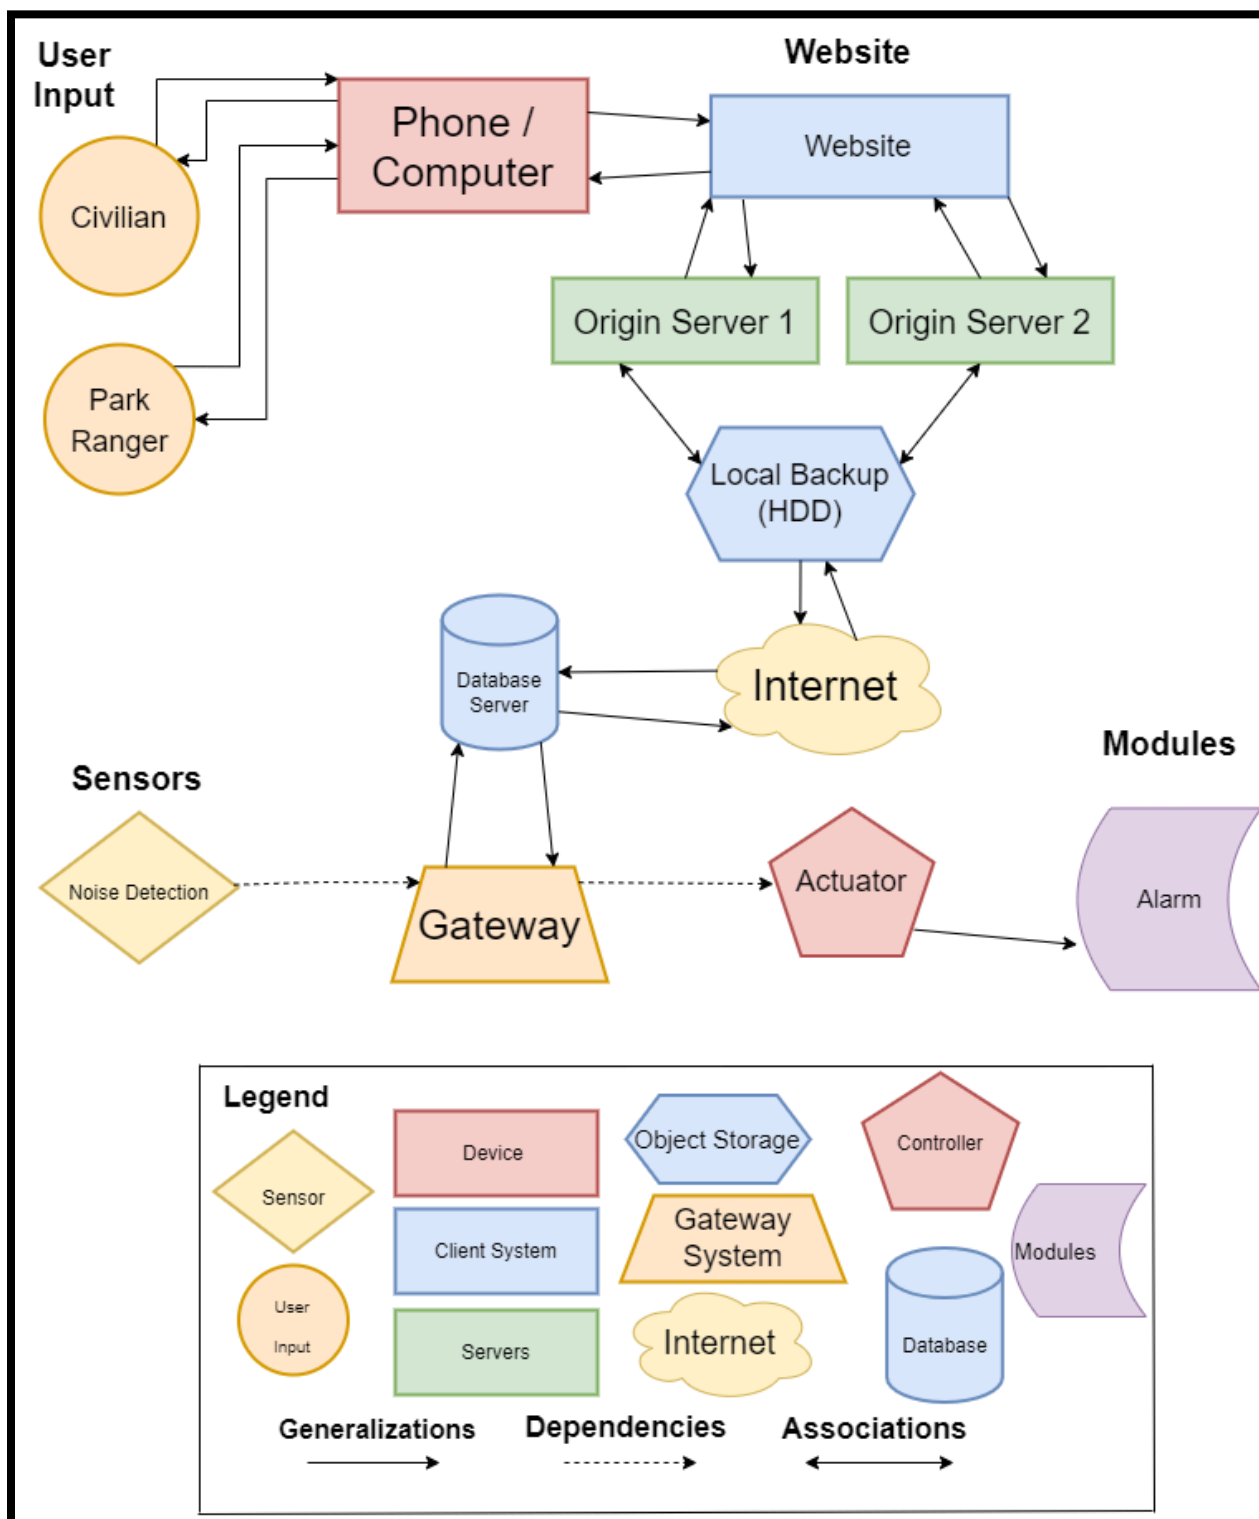 User
Input
Website
Phone /
Computer
Website
Civilian
Origin Server 1
Origin Server 2
Park
Ranger
Local Backup
(HDD)
Database
Server
Internet
Modules
Sensors
Noise Detection
Gateway
Actuator
Alarm
Legend
Sensor
User
Input
Device
Client System
Servers
Object Storage
Gateway
System
Internet
Controller
Modules
Database
Generalizations
Dependencies
Associations